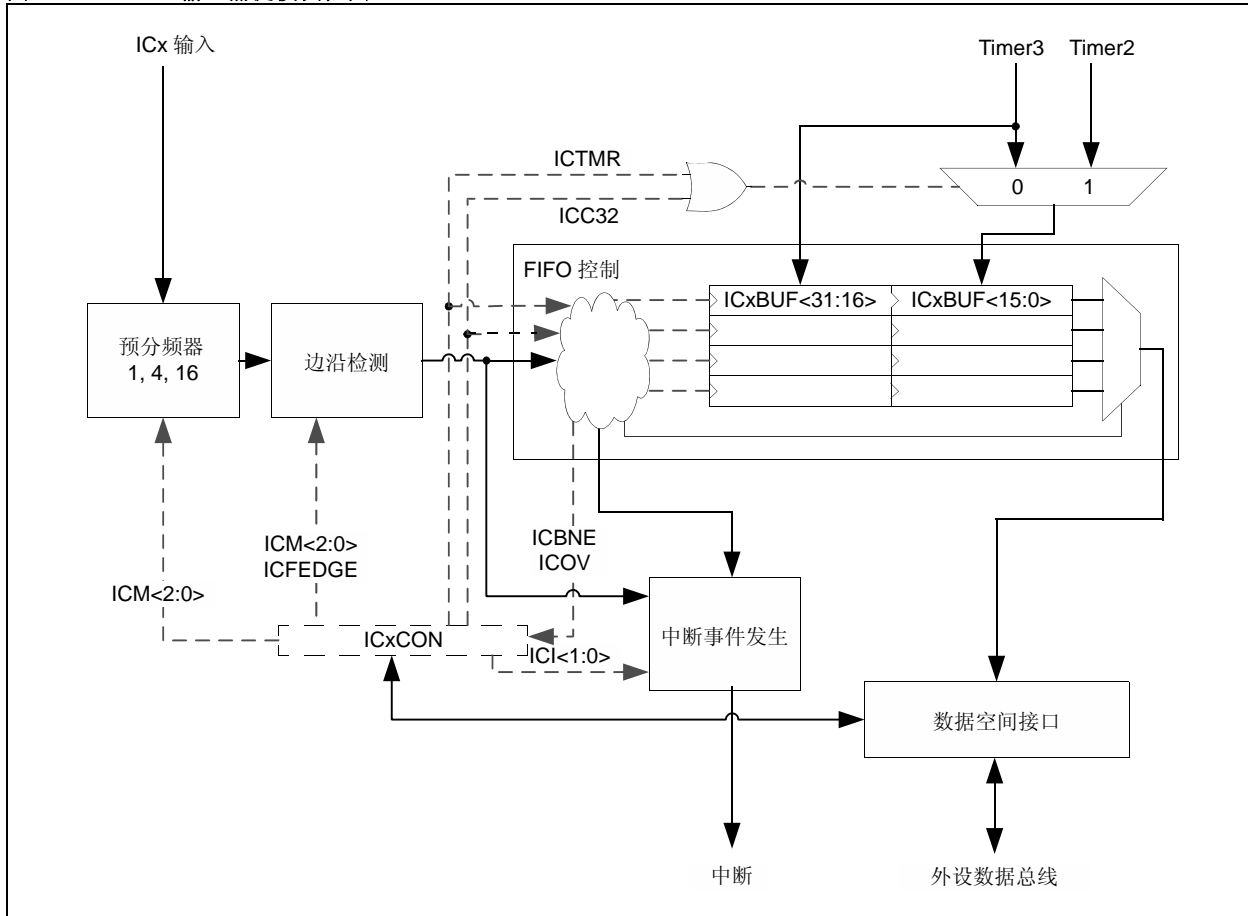 ICx 输入
Timer3
Timer2
ICTMR
ICC32
0
1
FIFO 控制
ICxBUF<31:16>
ICxBUF<15:0>
预分频器
1, 4, 16
边沿检测
ICM<2:0>
ICFEDGE
ICBNE
ICOV
ICM<2:0>
ICxCON
ICI<1:0>
中断事件发生
数据空间接口
中断
外设数据总线